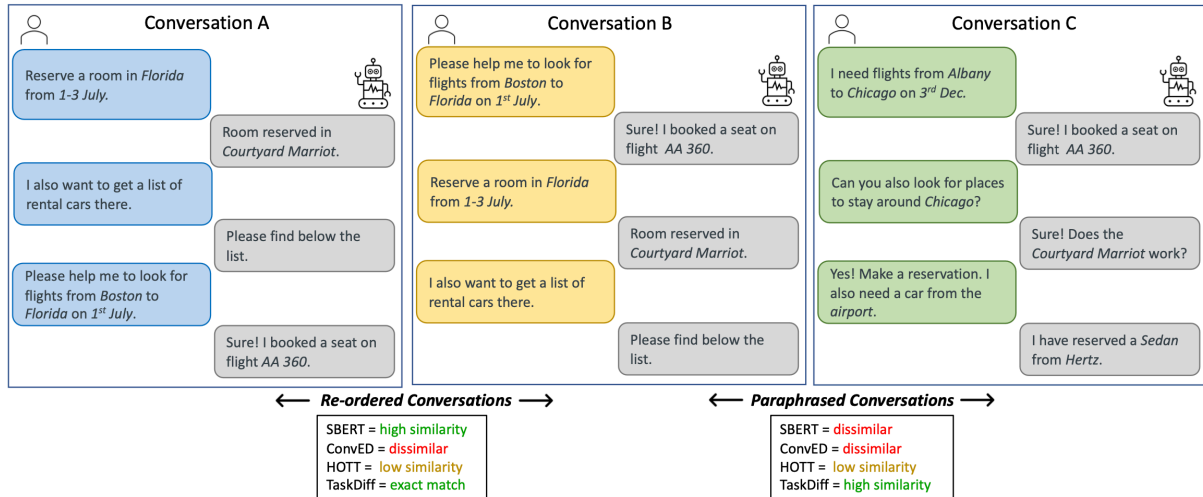 Conversation A
Reserve a room in Florida
from 1-3 July.
Room reserved in
Courtyard Marriot.
I also want to get a list of
rental cars there.
Please find below the
list.
Please help me to look for
flights from Boston to
Florida on 1st July.
Sure! I booked a seat on
flight AA 360.
Conversation B
Please help me to look for
flights from Boston to
Florida on 1st July.
Sure! I booked a seat on
flight AA 360.
Reserve a room in Florida
from 1-3 July.
Room reserved in
Courtyard Marriot.
I also want to get a list of
rental cars there.
Please find below the
list.
Conversation C
I need flights from Albany
to Chicago on 3rd Dec.
Sure! I booked a seat on
flight AA 360.
Can you also look for places
to stay around Chicago?
Sure! Does the
Courtyard Marriot work?
Yes! Make a reservation. I
also need a car from the
airport.
I have reserved a Sedan
from Hertz.
Re-ordered Conversations
SBERT = high similarity
ConvED = dissimilar
HOTT = low similarity
TaskDiff = exact match
Paraphrased Conversations
SBERT = dissimilar
ConvED = dissimilar
HOTT = low similarity
TaskDiff = high similarity